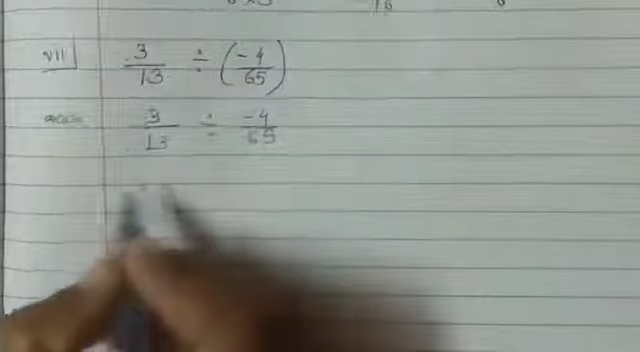 vii) 3/13 ÷ (-4/65)
3/13 ÷ -4/65